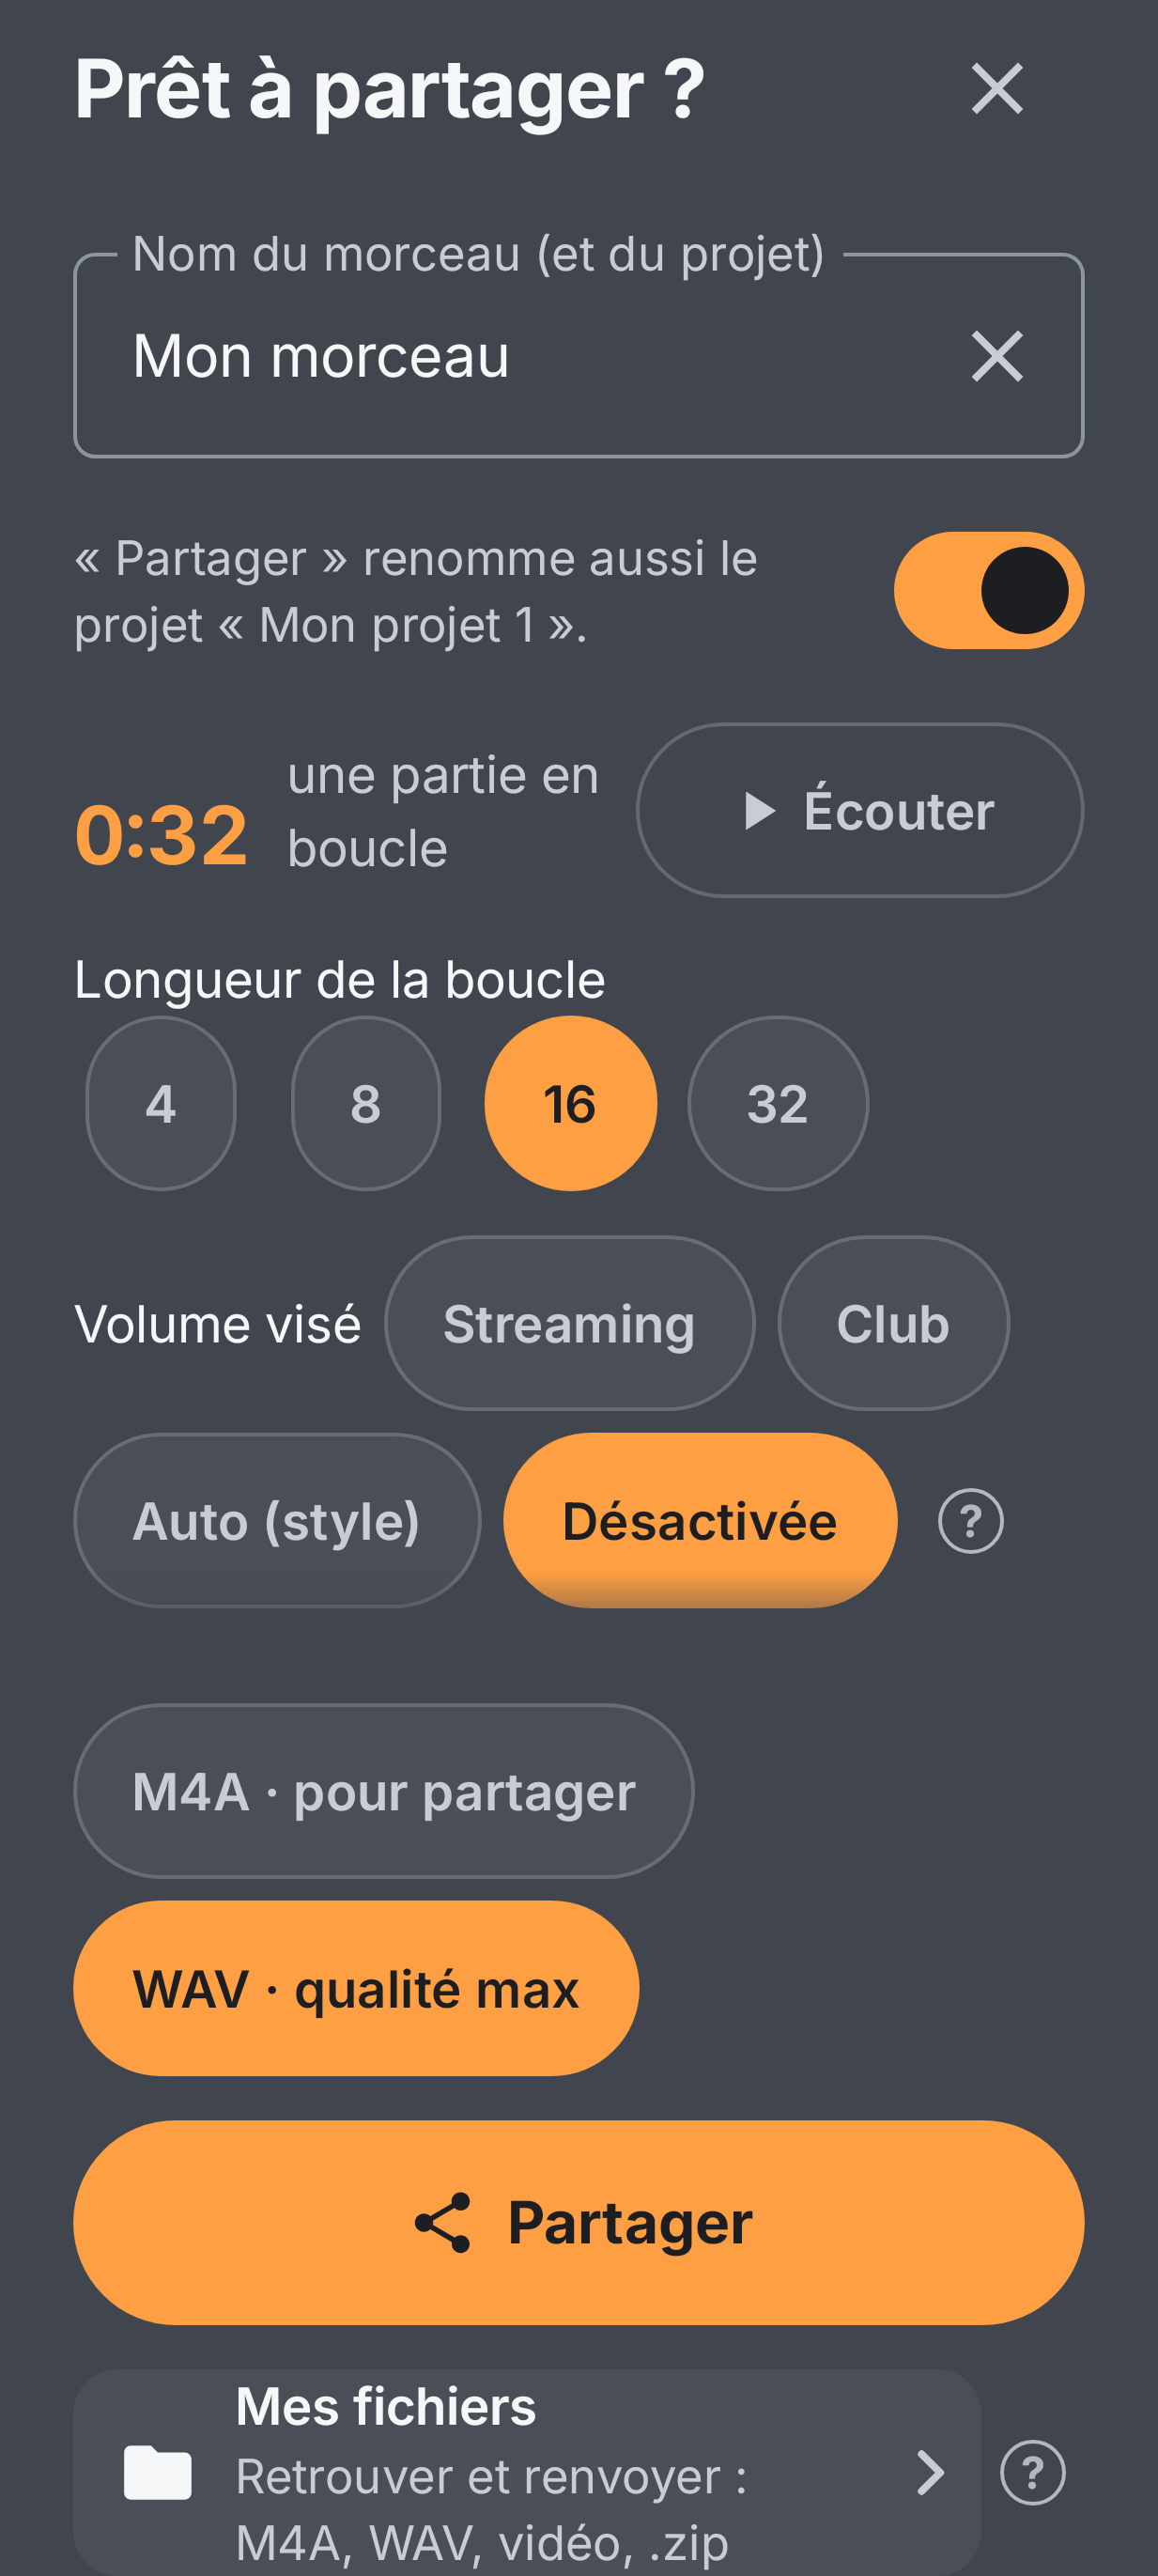 Prêt à partager ?
Nom du morceau (et du projet)
Mon morceau
« Partager » renomme aussi le
projet « Mon projet 1 ».
0:32
une partie en
boucle
Écouter
Longueur de la boucle
4 8 16 32
Volume visé Streaming Club
Auto (style) Désactivée ?
M4A · pour partager
WAV · qualité max
Partager
Mes fichiers
Retrouver et renvoyer :
M4A, WAV, vidéo, .zip
?